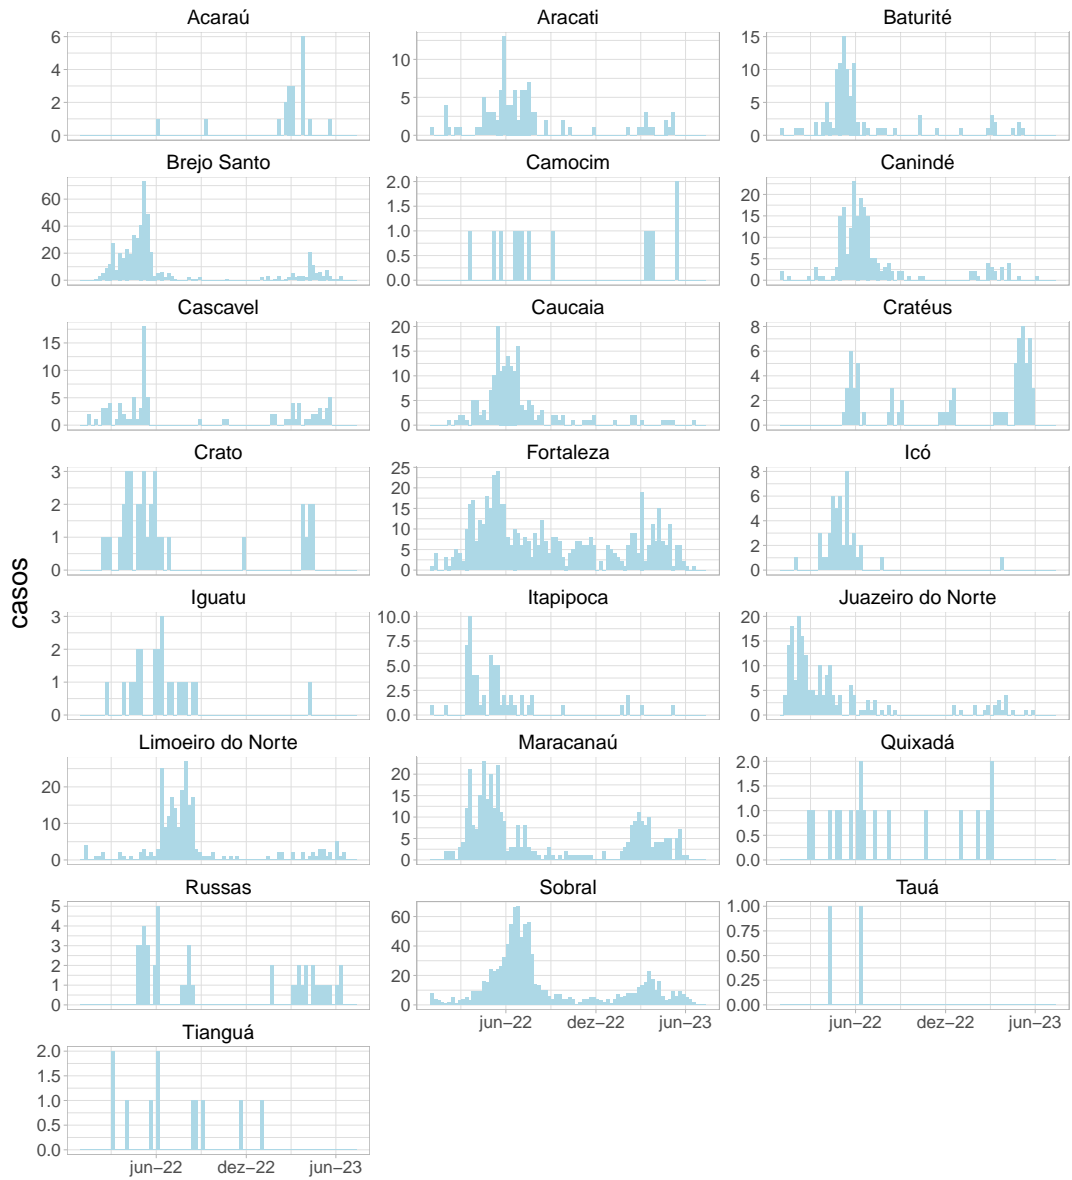 Acaraú Aracati Baturité
6 4 2 0
10 5 0
15 10 5 0
Brejo Santo Camocim Canindé
60 40 20 0
2.0 1.5 1.0 0.5 0.0
20 15 10 5 0
Cascavel Caucaia Cratéus
15 10 5 0
20 15 10 5 0
8 6 4 2 0
Crato Fortaleza Icó
3 2 1 0
25 20 15 10 5 0
8 6 4 2 0
casos
Iguatu Itapipoca Juazeiro do Norte
3 2 1 0
10.0 7.5 5.0 2.5 0.0
20 15 10 5 0
Limoeiro do Norte Maracanaú Quixadá
20 10 0
20 15 10 5 0
2.0 1.5 1.0 0.5 0.0
Russas Sobral Tauá
5 4 3 2 1 0
60 40 20 0
1.00 0.75 0.50 0.25 0.00
jun−22 dez−22 jun−23 jun−22 dez−22 jun−23
Tianguá
2.0 1.5 1.0 0.5 0.0
jun−22 dez−22 jun−23